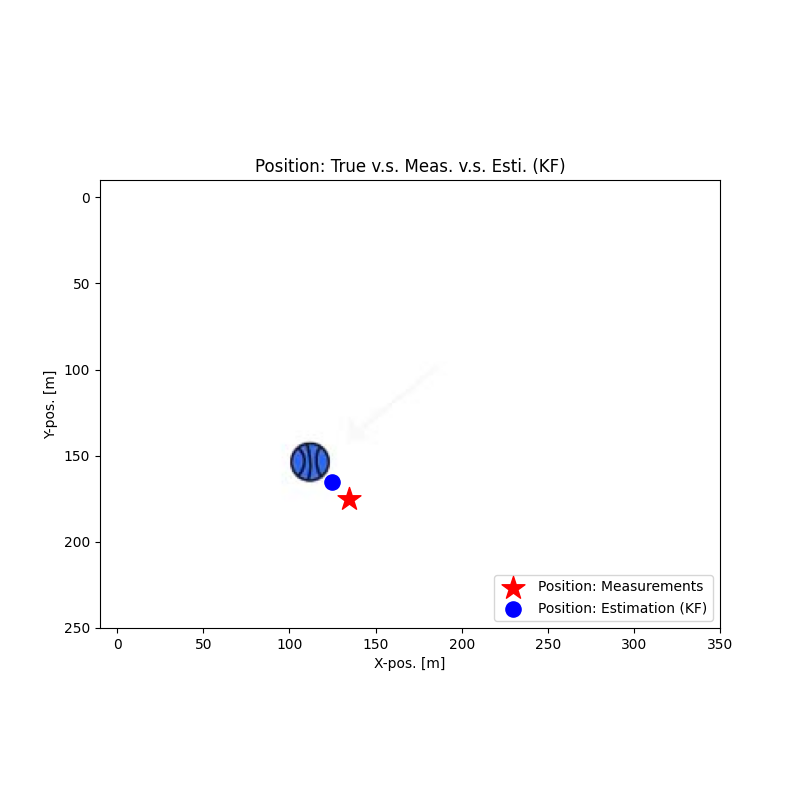 Position: True v.s. Meas. v.s. Esti. (KF)
0
50
100
150
200
250
Y-pos. [m]
0 50 100 150 200 250 300 350
X-pos. [m]
Position: Measurements
Position: Estimation (KF)